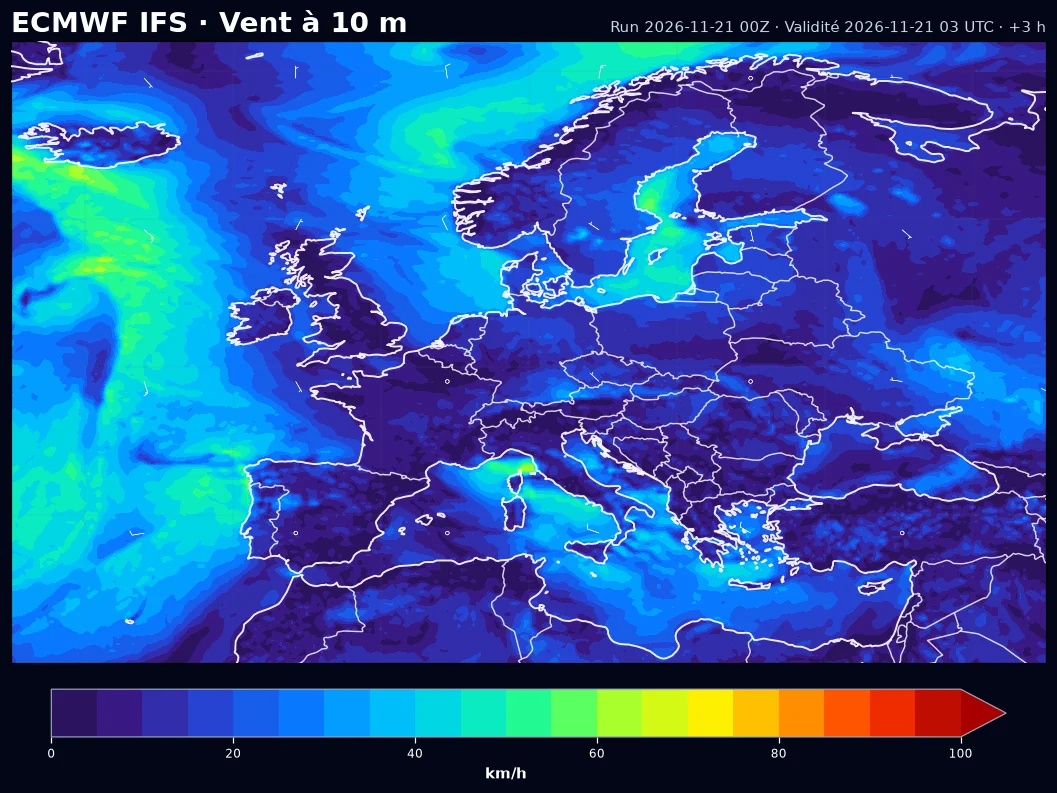 ECMWF IFS · Vent à 10 m
Run 2026-11-21 00Z · Validité 2026-11-21 03 UTC · +3 h
0 20 40 60 80 100
km/h